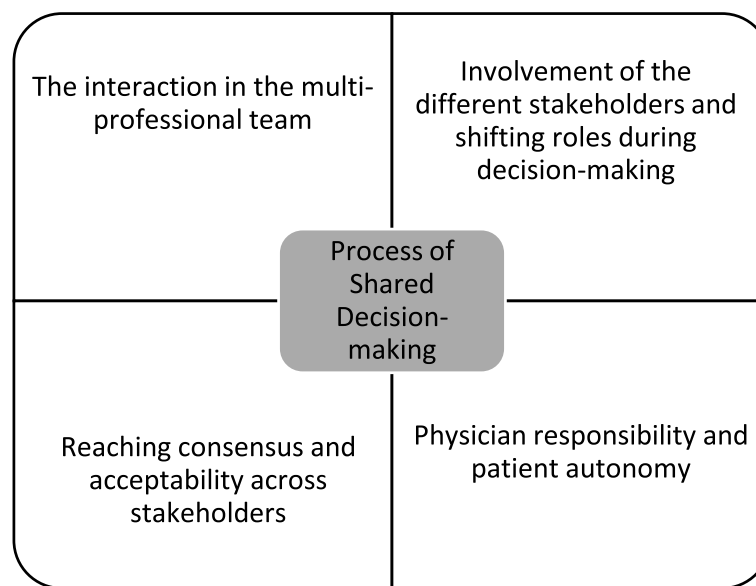 The interaction in the multi-
professional team
Involvement of the
different stakeholders and
shifting roles during
decision-making
Process of
Shared
Decision-
making
Reaching consensus and
acceptability across
stakeholders
Physician responsibility and
patient autonomy